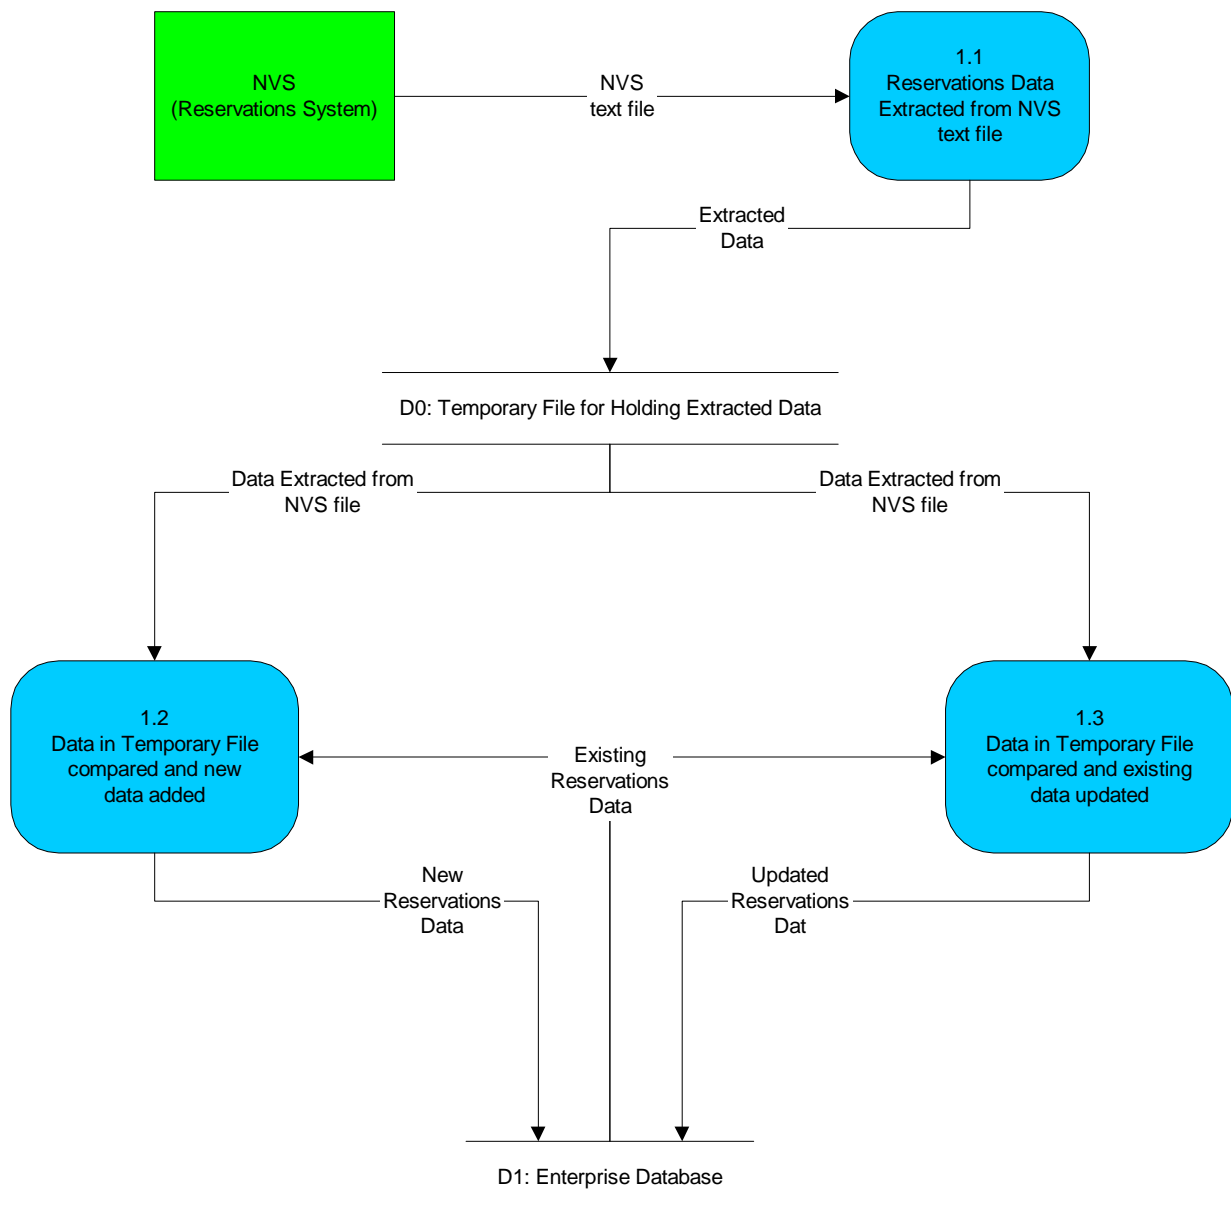 NVS
(Reservations System)
NVS
text file
1.1
Reservations Data
Extracted from NVS
text file
Extracted
Data
D0: Temporary File for Holding Extracted Data
Data Extracted from
NVS file
Data Extracted from
NVS file
1.2
Data in Temporary File
compared and new
data added
Existing
Reservations
Data
1.3
Data in Temporary File
compared and existing
data updated
New
Reservations
Data
Updated
Reservations
Dat
D1: Enterprise Database